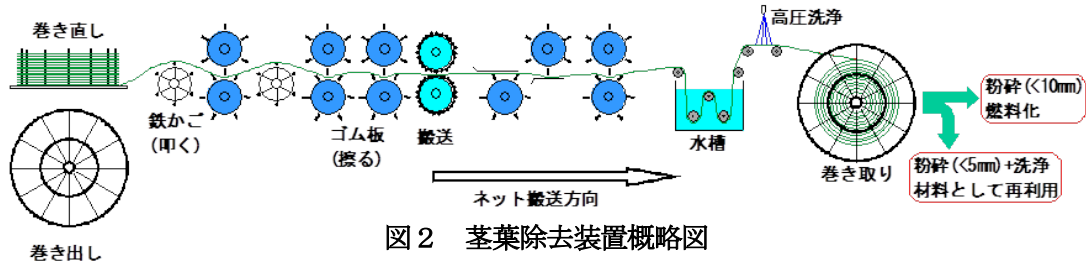 巻き直し
巻き出し
鉄かご
(叩く)
ゴム板
(擦る)
搬送
ネット搬送方向
水槽
高圧洗浄
巻き取り
粉砕(<10mm)
燃料化
粉砕(<5mm)+洗浄
材料として再利用
図2 茎葉除去装置概略図